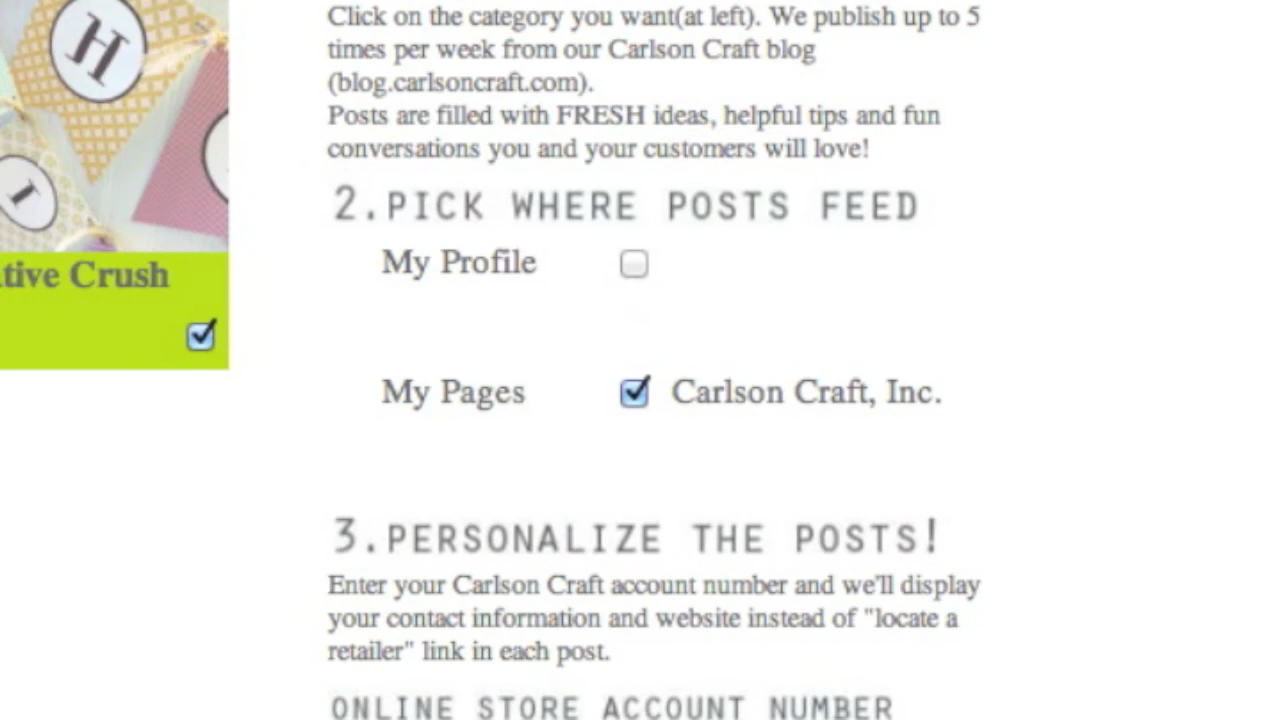 H
I
tive Crush
Click on the category you want(at left). We publish up to 5
times per week from our Carlson Craft blog
(blog.carlsoncraft.com).
Posts are filled with FRESH ideas, helpful tips and fun
conversations you and your customers will love!
2.PICK WHERE POSTS FEED
My Profile
My Pages Carlson Craft, Inc.
3.PERSONALIZE THE POSTS!
Enter your Carlson Craft account number and we'll display
your contact information and website instead of "locate a
retailer" link in each post.
ONLINE STORE ACCOUNT NUMBER